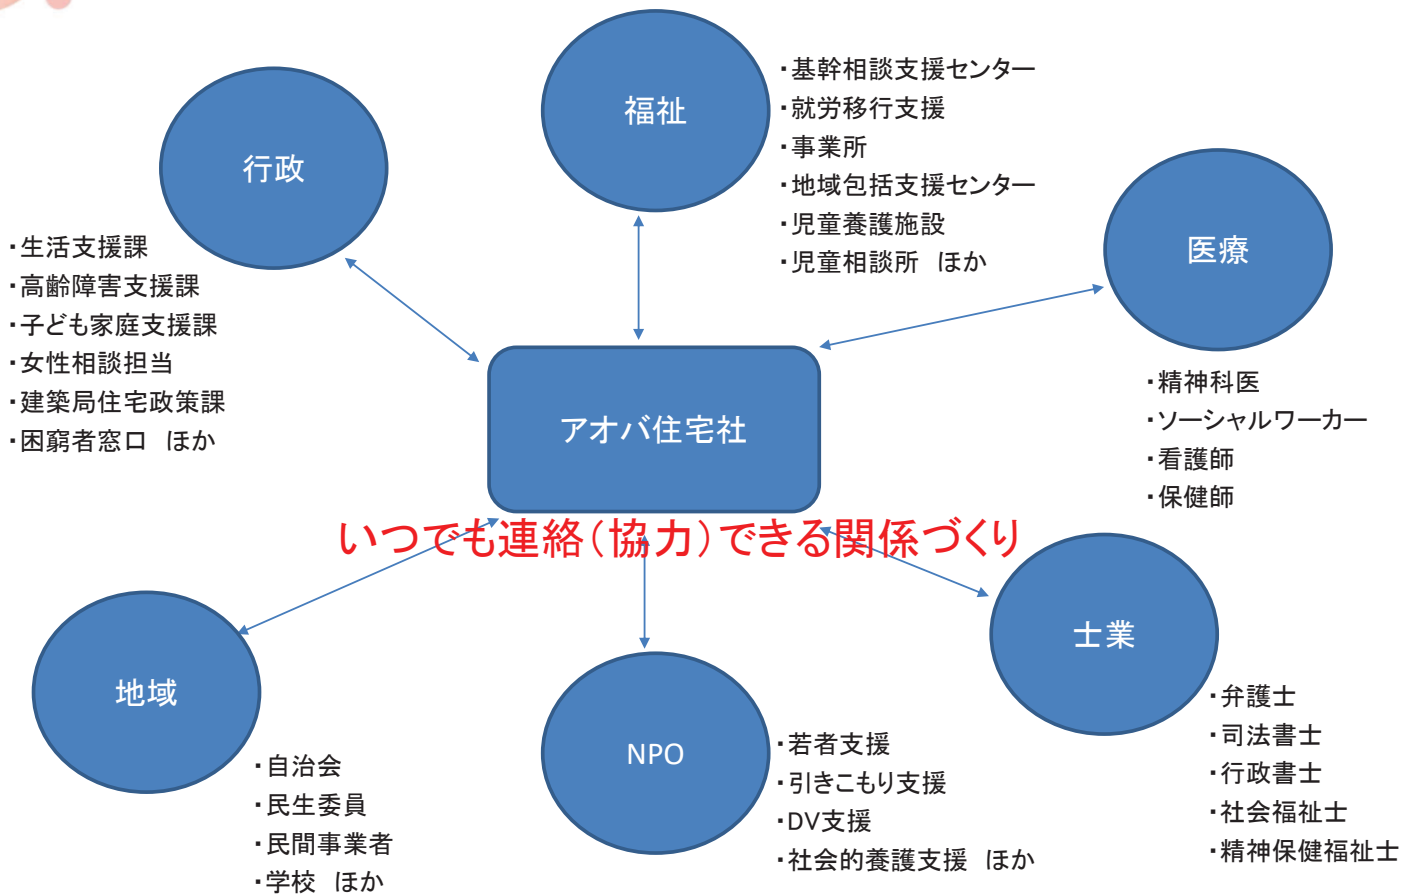 福祉
・基幹相談支援センター
・就労移行支援
・事業所
・地域包括支援センター
・児童養護施設
・児童相談所　ほか
行政
・生活支援課
・高齢障害支援課
・子ども家庭支援課
・女性相談担当
・建築局住宅政策課
・困窮者窓口　ほか
医療
・精神科医
・ソーシャルワーカー
・看護師
・保健師
アオバ住宅社
いつでも連絡（協力）できる関係づくり
地域
・自治会
・民生委員
・民間事業者
・学校　ほか
NPO
・若者支援
・引きこもり支援
・DV支援
・社会的養護支援　ほか
士業
・弁護士
・司法書士
・行政書士
・社会福祉士
・精神保健福祉士